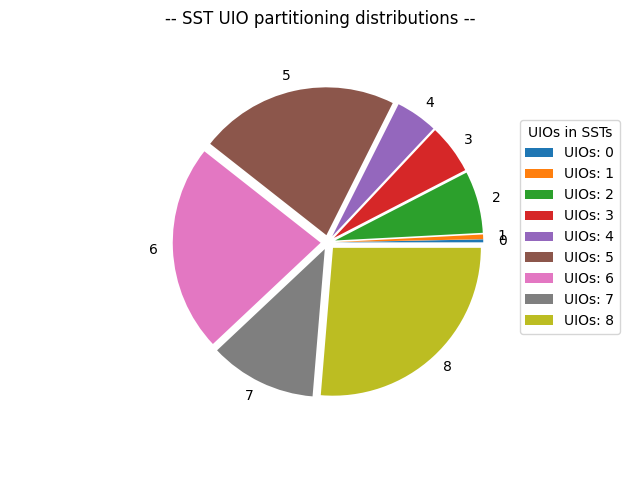 -- SST UIO partitioning distributions --
5
4
3
2
1
0
6
7
8
UIOs in SSTs
UIOs: 0
UIOs: 1
UIOs: 2
UIOs: 3
UIOs: 4
UIOs: 5
UIOs: 6
UIOs: 7
UIOs: 8